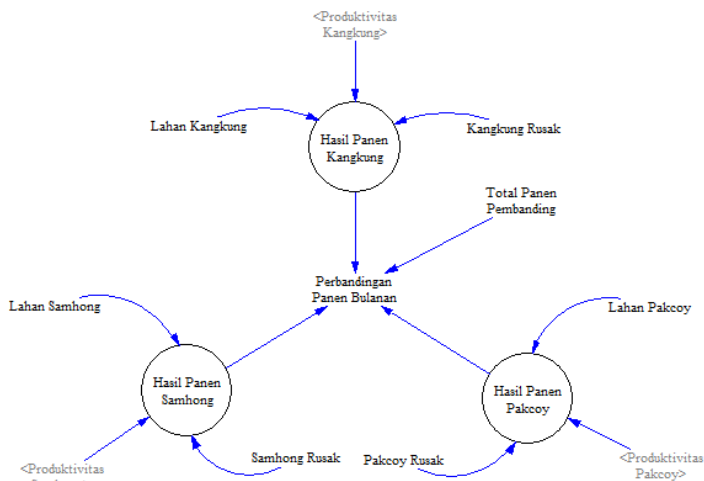 <Produktivitas
Kangkung>
Lahan Kangkung
Hasil Panen
Kangkung
Kangkung Rusak
Total Panen
Pembanding
Perbandingan
Panen Bulanan
Lahan Samhong
Lahan Pakcoy
Hasil Panen
Samhong
Hasil Panen
Pakcoy
Samhong Rusak
Pakcoy Rusak
<Produktivitas
<Produktivitas
Pakcoy>